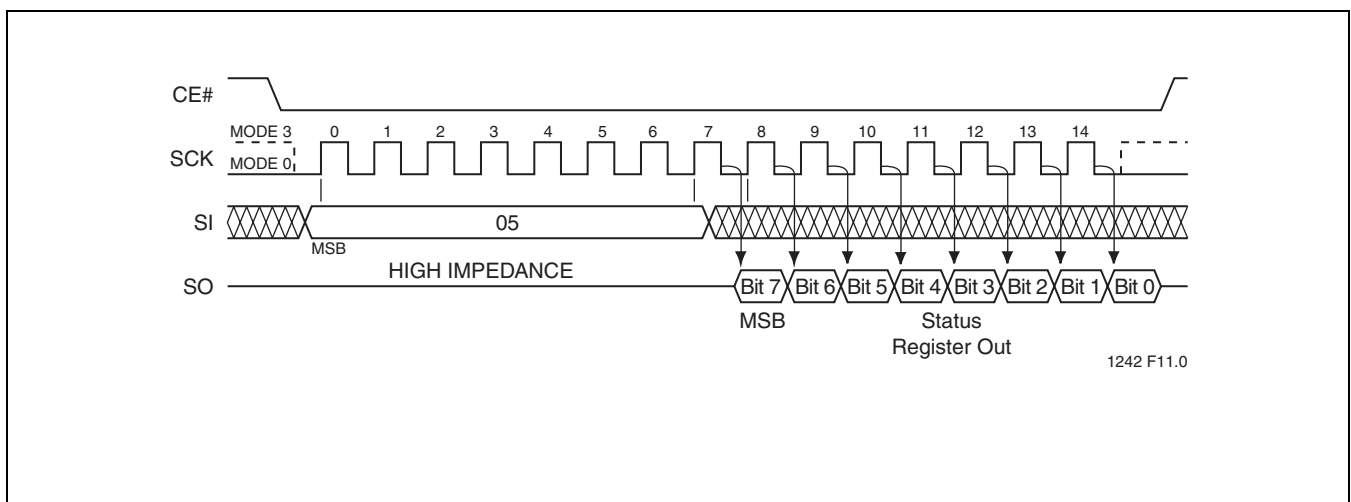 CE#
MODE 3 0 1 2 3 4 5 6 7 8 9 10 11 12 13 14
SCK MODE 0
SI 05
MSB
HIGH IMPEDANCE
SO Bit 7 Bit 6 Bit 5 Bit 4 Bit 3 Bit 2 Bit 1 Bit 0
MSB Status
Register Out
1242 F11.0